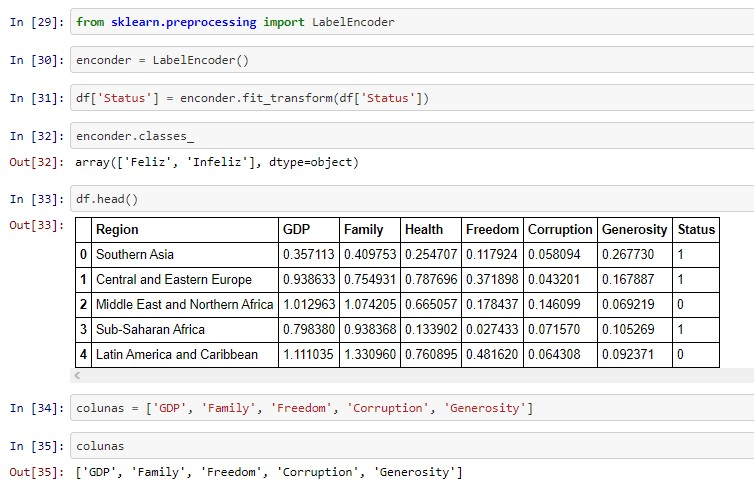 In [29]: from sklearn.preprocessing import LabelEncoder
In [30]: enconder = LabelEncoder()
In [31]: df['Status'] = enconder.fit_transform(df['Status'])
In [32]: enconder.classes_
Out[32]: array(['Feliz', 'Infeliz'], dtype=object)
In [33]: df.head()
Out[33]:
Region GDP Family Health Freedom Corruption Generosity Status
0 Southern Asia 0.357113 0.409753 0.254707 0.117924 0.058094 0.267730 1
1 Central and Eastern Europe 0.938633 0.754931 0.787696 0.371898 0.043201 0.167887 1
2 Middle East and Northern Africa 1.012963 1.074205 0.665057 0.178437 0.146099 0.069219 0
3 Sub-Saharan Africa 0.798380 0.938368 0.133902 0.027433 0.071570 0.105269 1
4 Latin America and Caribbean 1.111035 1.330960 0.760895 0.481620 0.064308 0.092371 0
In [34]: colunas = ['GDP', 'Family', 'Freedom', 'Corruption', 'Generosity']
In [35]: colunas
Out[35]: ['GDP', 'Family', 'Freedom', 'Corruption', 'Generosity']